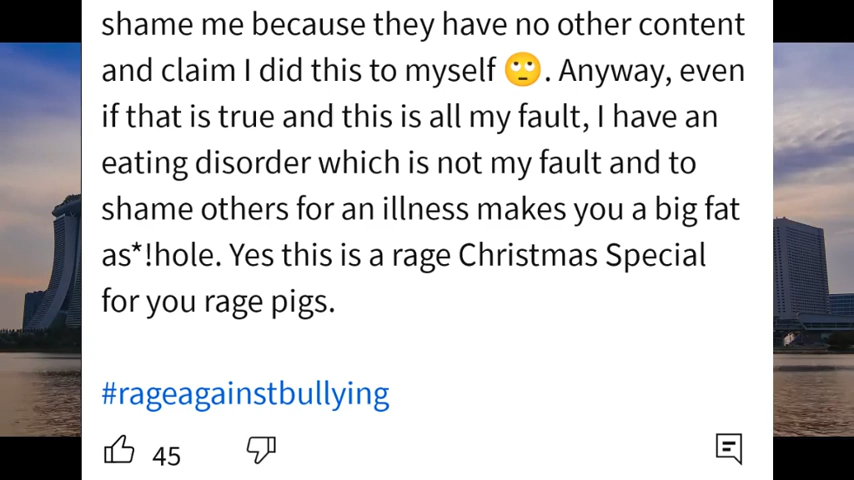 shame me because they have no other content
and claim I did this to myself 🙄. Anyway, even
if that is true and this is all my fault, I have an
eating disorder which is not my fault and to
shame others for an illness makes you a big fat
as*!hole. Yes this is a rage Christmas Special
for you rage pigs.
#rageagainstbullying
45